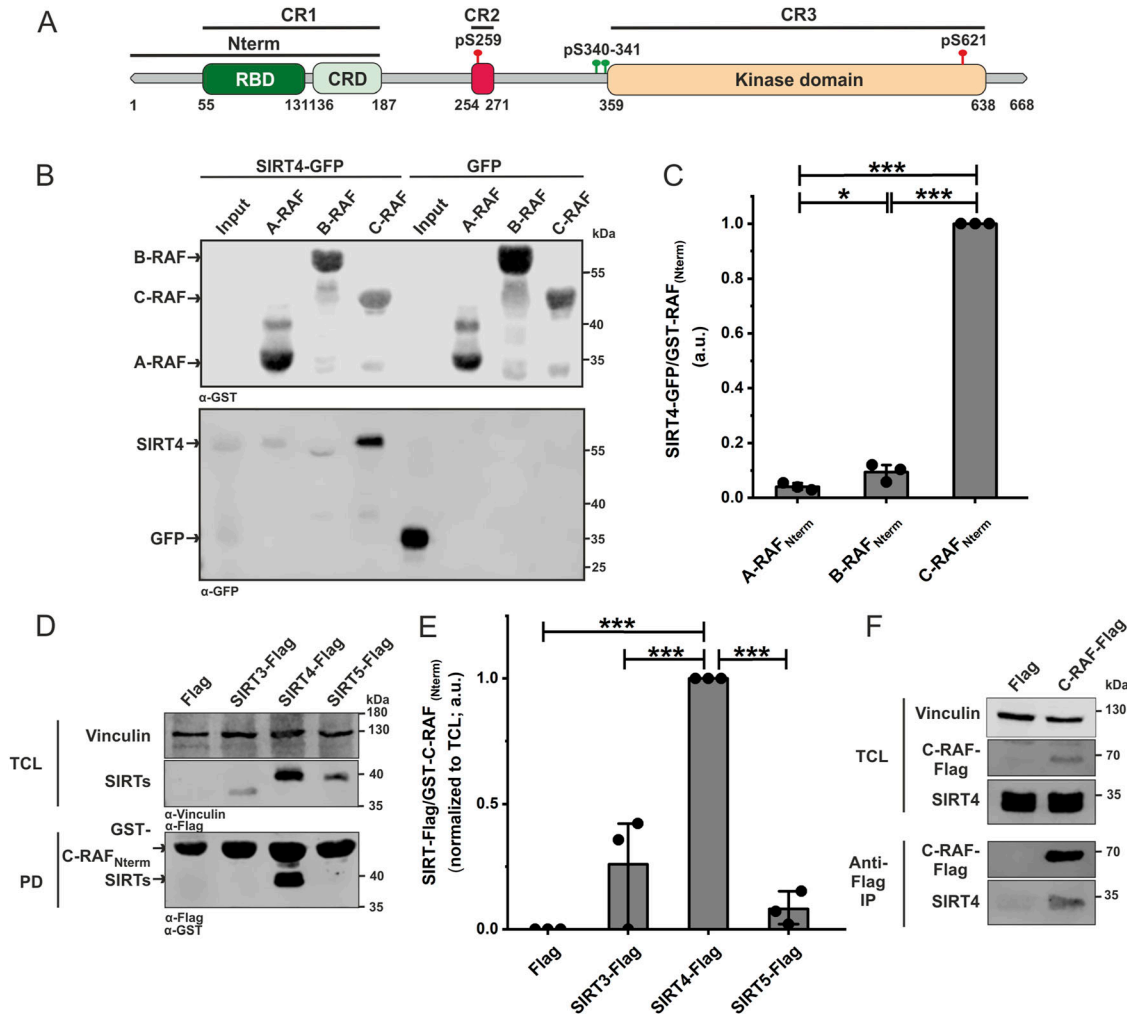 A
CR1
CR2
CR3
Nterm
pS259
pS340-341
pS621
RBD
CRD
Kinase domain
1
55
131
136
187
254
271
359
638
668
B
SIRT4-GFP
GFP
Input
A-RAF
B-RAF
C-RAF
Input
A-RAF
B-RAF
C-RAF
kDa
B-RAF
C-RAF
A-RAF
55
40
35
α-GST
SIRT4
GFP
55
40
35
25
α-GFP
C
SIRT4-GFP/GST-RAF(Nterm)
(a.u.)
***
*
***
1.0
0.8
0.6
0.4
0.2
0.0
A-RAFNterm
B-RAFNterm
C-RAFNterm
D
Flag
SIRT3-Flag
SIRT4-Flag
SIRT5-Flag
kDa
TCL
Vinculin
180
130
SIRTs
40
35
α-Vinculin
α-Flag
PD
GST-
C-RAFNterm
SIRTs
40
35
α-Flag
α-GST
E
SIRT-Flag/GST-C-RAF(Nterm)
(normalized to TCL; a.u.)
***
***
***
1.0
0.5
0.0
Flag
SIRT3-Flag
SIRT4-Flag
SIRT5-Flag
F
Flag
C-RAF-Flag
kDa
TCL
Vinculin
130
C-RAF-
Flag
70
SIRT4
35
Anti-
Flag
IP
C-RAF-
Flag
70
SIRT4
35